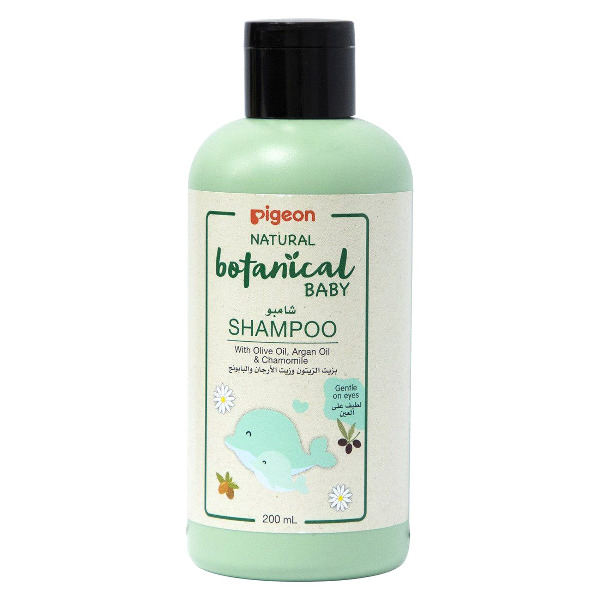 pigeon
NATURAL
botanical
BABY
شامبو
SHAMPOO
With Olive Oil, Argan Oil
& Chamomile
بزيت الزيتون وزيت الأرجان والبابونج
Gentle
on eyes
لطيف على
العين
200 mL